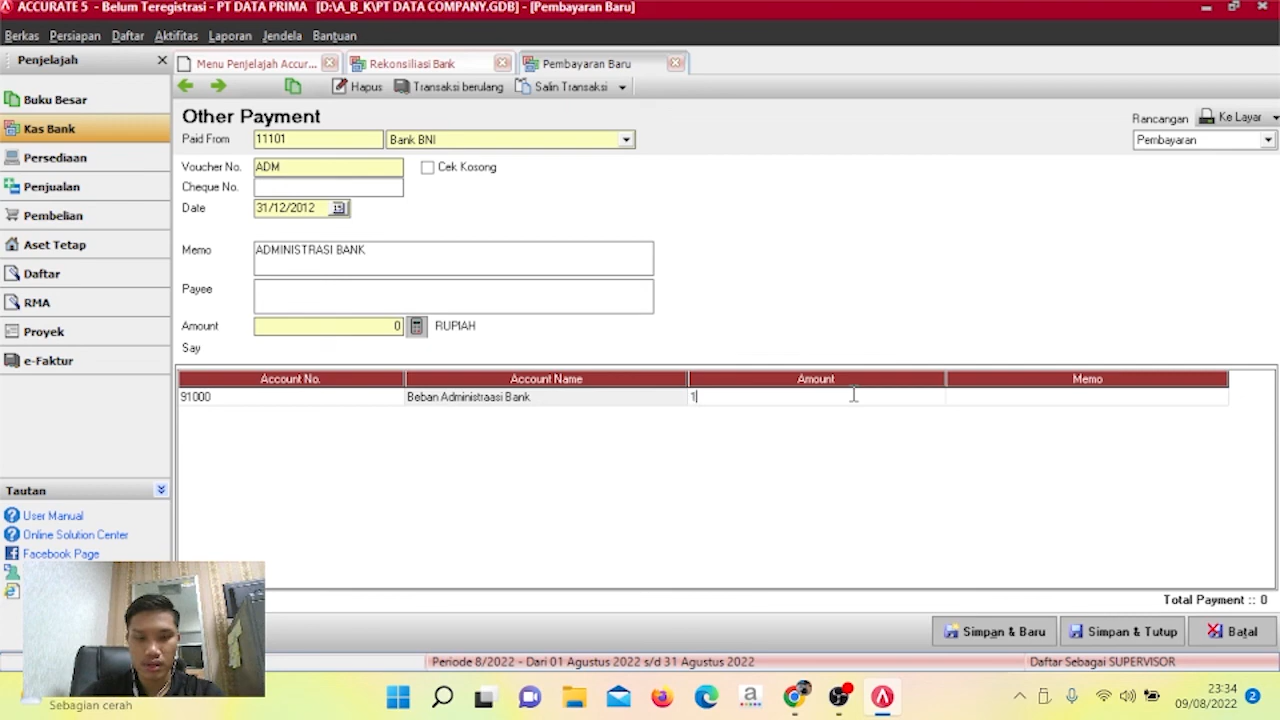 ACCURATE 5 - Belum Teregistrasi - PT DATA PRIMA [D:\A_B_K\PT DATA COMPANY.GDB] - [Pembayaran Baru]
Berkas Persiapan Daftar Aktifitas Laporan Jendela Bantuan
Penjelajah
Menu Penjelajah Accur... Rekonsiliasi Bank Pembayaran Baru
Hapus Transaksi berulang Salin Transaksi
Buku Besar
Kas Bank
Persediaan
Penjualan
Pembelian
Aset Tetap
Daftar
RMA
Proyek
e-Faktur
Other Payment
Rancangan Ke Layar
Pembayaran
Paid From 11101 Bank BNI
Voucher No. ADM Cek Kosong
Cheque No.
Date 31/12/2012
Memo ADMINISTRASI BANK
Payee
Amount 0 RUPIAH
Say
Account No. Account Name Amount Memo
91000 Beban Administraasi Bank 1
Tautan
User Manual
Online Solution Center
Facebook Page
Total Payment :: 0
Simpan & Baru Simpan & Tutup Batal
Periode 8/2022 - Dari 01 Agustus 2022 s/d 31 Agustus 2022 Daftar Sebagai SUPERVISOR
Sebagian cerah
23:34
09/08/2022
2